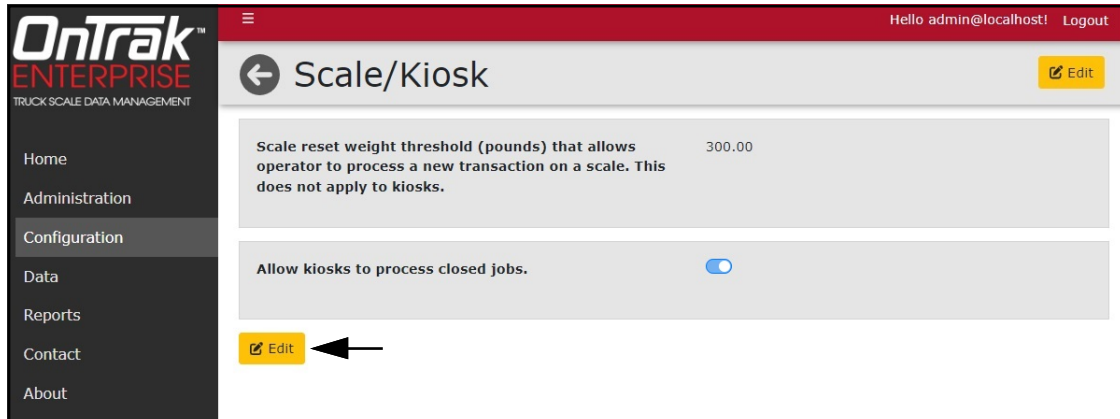 OnTrak™
ENTERPRISE
TRUCK SCALE DATA MANAGEMENT
Home
Administration
Configuration
Data
Reports
Contact
About
Hello admin@localhost! Logout
Scale/Kiosk
Edit
Scale reset weight threshold (pounds) that allows
operator to process a new transaction on a scale. This
does not apply to kiosks.
300.00
Allow kiosks to process closed jobs.
Edit